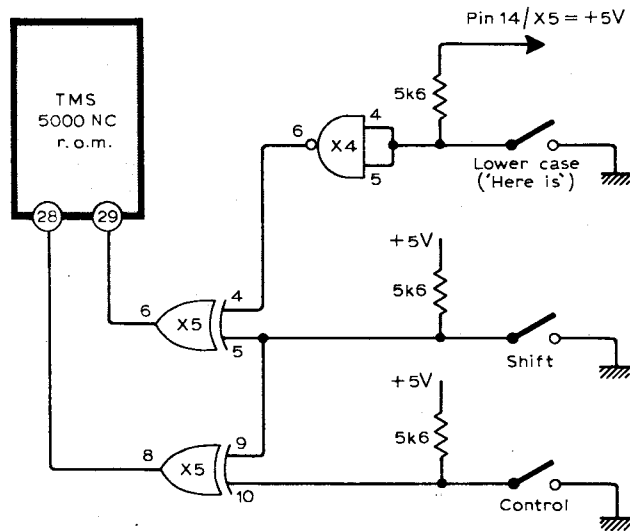 Pin 14/X5 = +5V
TMS
5000 NC
r.o.m.
5k6
4
6
X4
5
Lower case
('Here is')
28
29
+5V
5k6
4
6
X5
5
Shift
+5V
5k6
9
8
X5
10
Control